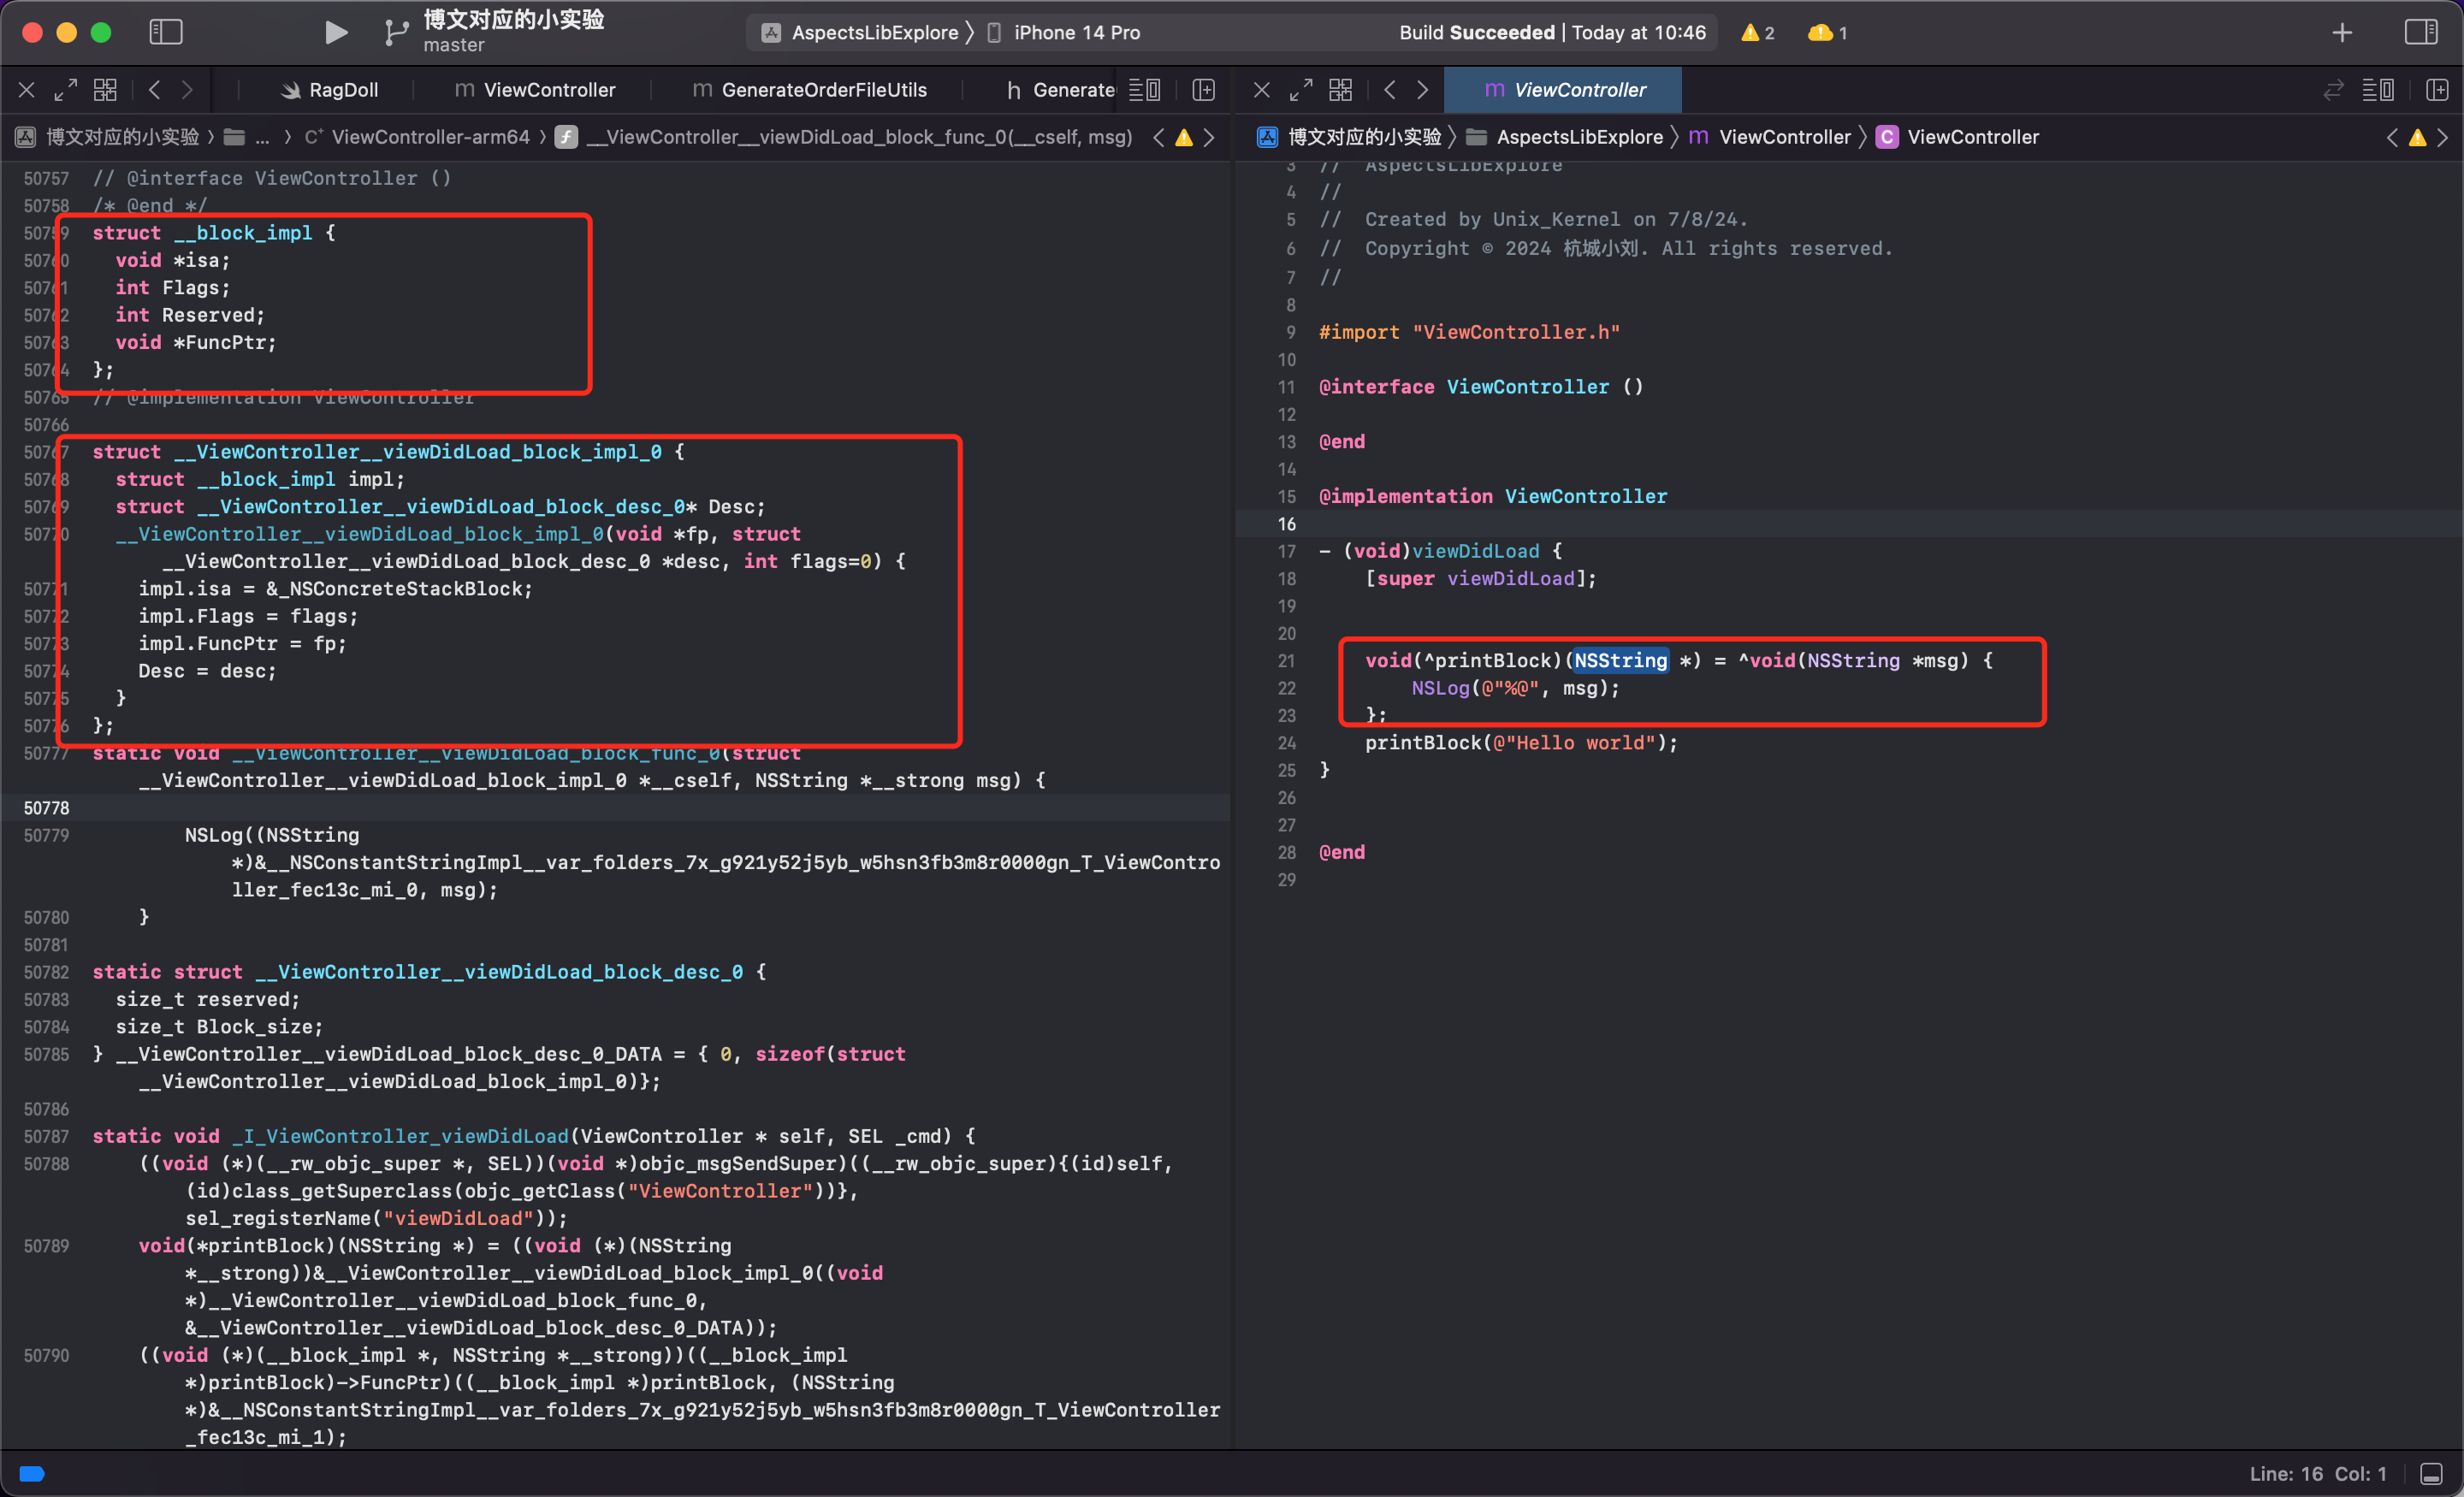 博文对应的小实验
master
AspectsLibExplore 〉 iPhone 14 Pro
Build Succeeded | Today at 10:46
2
1
RagDoll
m ViewController
m GenerateOrderFileUtils
h Generate
m ViewController
博文对应的小实验 〉 ... 〉 C+ ViewController-arm64 〉 f __ViewController__viewDidLoad_block_func_0(__cself, msg)
博文对应的小实验 〉 AspectsLibExplore 〉 m ViewController 〉 C ViewController
50757 // @interface ViewController ()
50758 /* @end */
50759 struct __block_impl {
50760   void *isa;
50761   int Flags;
50762   int Reserved;
50763   void *FuncPtr;
50764 };
50765 // @implementation ViewController
50766
50767 struct __ViewController__viewDidLoad_block_impl_0 {
50768   struct __block_impl impl;
50769   struct __ViewController__viewDidLoad_block_desc_0* Desc;
50770   __ViewController__viewDidLoad_block_impl_0(void *fp, struct
__ViewController__viewDidLoad_block_desc_0 *desc, int flags=0) {
50771     impl.isa = &_NSConcreteStackBlock;
50772     impl.Flags = flags;
50773     impl.FuncPtr = fp;
50774     Desc = desc;
50775   }
50776 };
50777 static void __ViewController__viewDidLoad_block_func_0(struct
__ViewController__viewDidLoad_block_impl_0 *__cself, NSString *__strong msg) {
50778
50779         NSLog((NSString
*)&__NSConstantStringImpl__var_folders_7x_g921y52j5yb_w5hsn3fb3m8r0000gn_T_ViewContro
ller_fec13c_mi_0, msg);
50780     }
50781
50782 static struct __ViewController__viewDidLoad_block_desc_0 {
50783   size_t reserved;
50784   size_t Block_size;
50785 } __ViewController__viewDidLoad_block_desc_0_DATA = { 0, sizeof(struct
__ViewController__viewDidLoad_block_impl_0)};
50786
50787 static void _I_ViewController_viewDidLoad(ViewController * self, SEL _cmd) {
50788     ((void (*)(__rw_objc_super *, SEL))(void *)objc_msgSendSuper)((__rw_objc_super){(id)self,
(id)class_getSuperclass(objc_getClass("ViewController"))},
sel_registerName("viewDidLoad"));
50789     void(*printBlock)(NSString *) = ((void (*)(NSString
*__strong))&__ViewController__viewDidLoad_block_impl_0((void
*)__ViewController__viewDidLoad_block_func_0,
&__ViewController__viewDidLoad_block_desc_0_DATA));
50790     ((void (*)(__block_impl *, NSString *__strong))((__block_impl
*)printBlock)->FuncPtr)((__block_impl *)printBlock, (NSString
*)&__NSConstantStringImpl__var_folders_7x_g921y52j5yb_w5hsn3fb3m8r0000gn_T_ViewController
_fec13c_mi_1);
3 //  AspectsLibExplore
4 //
5 //  Created by Unix_Kernel on 7/8/24.
6 //  Copyright © 2024 杭城小刘. All rights reserved.
7 //
8
9 #import "ViewController.h"
10
11 @interface ViewController ()
12
13 @end
14
15 @implementation ViewController
16
17 - (void)viewDidLoad {
18     [super viewDidLoad];
19
20
21     void(^printBlock)(NSString *) = ^void(NSString *msg) {
22         NSLog(@"%@", msg);
23     };
24     printBlock(@"Hello world");
25 }
26
27
28 @end
29
Line: 16 Col: 1